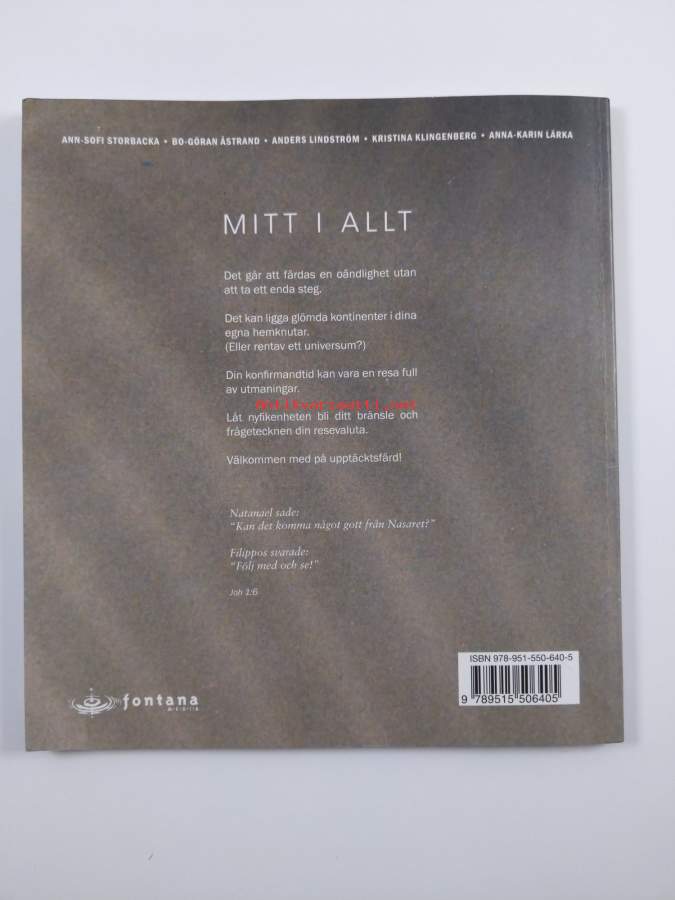 ANN-SOFI STORBACKA • BO-GÖRAN ÅSTRAND • ANDERS LINDSTRÖM • KRISTINA KLINGENBERG • ANNA-KARIN LÄRKA
MITT I ALLT
Det går att färdas en oändlighet utan
att ta ett enda steg.
Det kan ligga glömda kontinenter i dina
egna hemknutar.
(Eller rentav ett universum?)
Din konfirmandtid kan vara en resa full
av utmaningar.
Låt nyfikenheten bli ditt bränsle och
frågetecknen din resevaluta.
Välkommen med på upptäcktsfärd!
Natanael sade:
“Kan det komma något gott från Nasaret?”
Filippos svarade:
“Följ med och se!”
Joh 1:6
ISBN 978-951-550-640-5
9 789515 506405
fontana
media